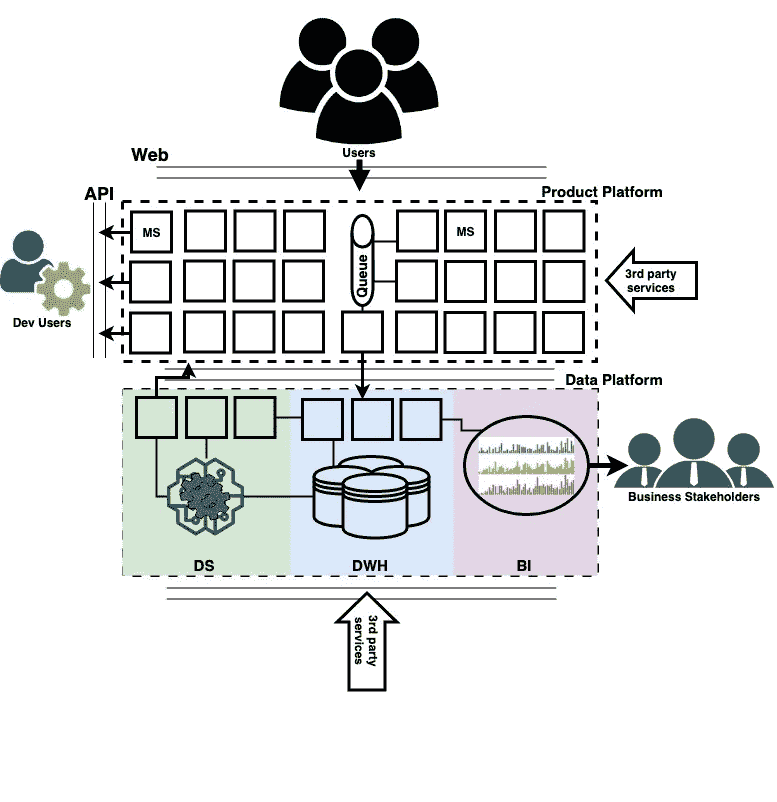 Users
Web
API
Product Platform
MS
MS
Queue
3rd party
services
Dev Users
Data Platform
Business Stakeholders
DS
DWH
BI
3rd party
services